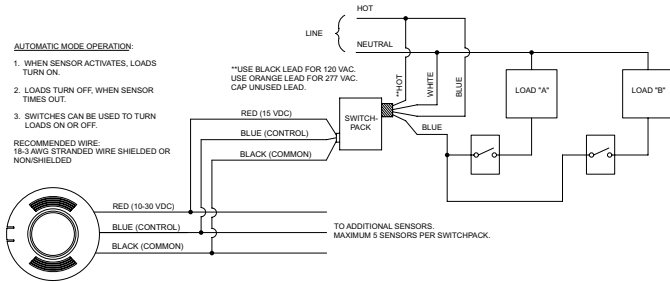 HOT
LINE
NEUTRAL
AUTOMATIC MODE OPERATION:
1. WHEN SENSOR ACTIVATES, LOADS
TURN ON.
2. LOADS TURN OFF, WHEN SENSOR
TIMES OUT.
3. SWITCHES CAN BE USED TO TURN
LOADS ON OR OFF.
RECOMMENDED WIRE:
18-3 AWG STRANDED WIRE SHIELDED OR
NON/SHIELDED
**USE BLACK LEAD FOR 120 VAC.
USE ORANGE LEAD FOR 277 VAC.
CAP UNUSED LEAD.
**HOT
WHITE
BLUE
LOAD "A"
LOAD "B"
RED (15 VDC)
BLUE (CONTROL)
BLACK (COMMON)
SWITCH-
PACK
BLUE
RED (10-30 VDC)
BLUE (CONTROL)
BLACK (COMMON)
TO ADDITIONAL SENSORS.
MAXIMUM 5 SENSORS PER SWITCHPACK.